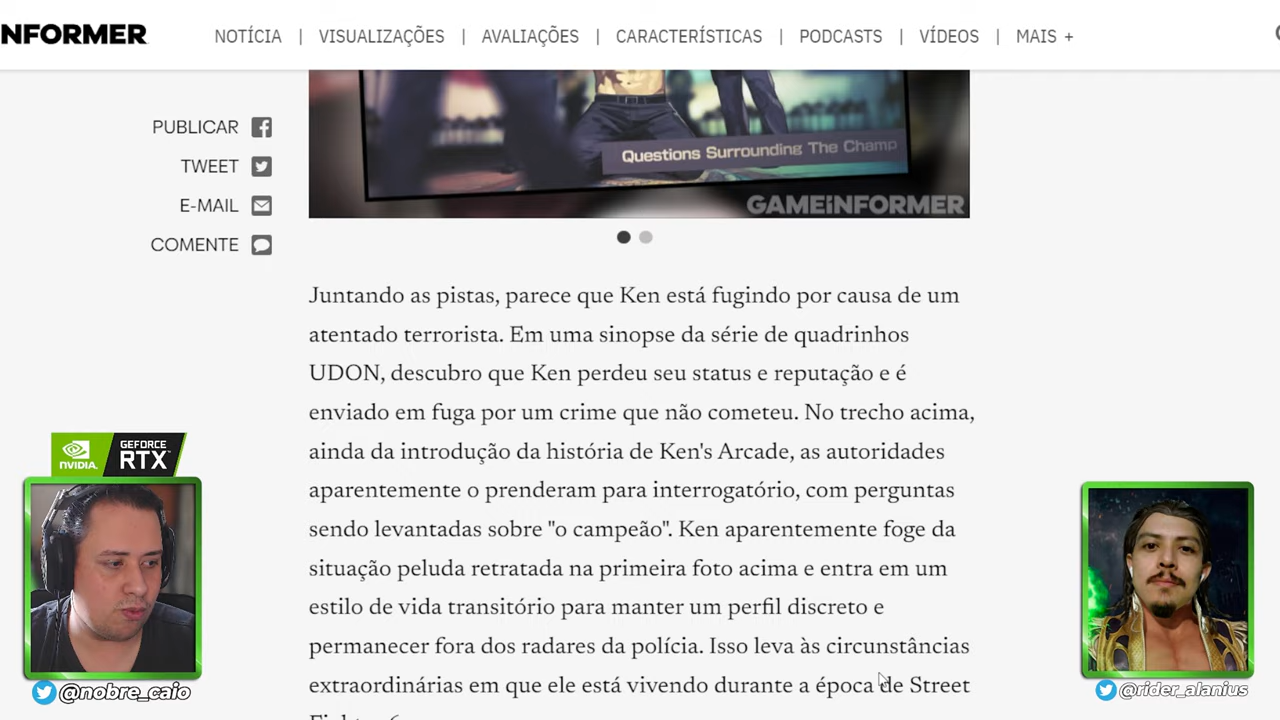 NFORMER
NOTÍCIA | VISUALIZAÇÕES | AVALIAÇÕES | CARACTERÍSTICAS | PODCASTS | VÍDEOS | MAIS +
PUBLICAR
TWEET
E-MAIL
COMENTE
Questions Surrounding The Champ
GAMEINFORMER
Juntando as pistas, parece que Ken está fugindo por causa de um
atentado terrorista. Em uma sinopse da série de quadrinhos
UDON, descubro que Ken perdeu seu status e reputação e é
enviado em fuga por um crime que não cometeu. No trecho acima,
ainda da introdução da história de Ken's Arcade, as autoridades
aparentemente o prenderam para interrogatório, com perguntas
sendo levantadas sobre "o campeão". Ken aparentemente foge da
situação peluda retratada na primeira foto acima e entra em um
estilo de vida transitório para manter um perfil discreto e
permanecer fora dos radares da polícia. Isso leva às circunstâncias
extraordinárias em que ele está vivendo durante a época de Street
NVIDIA.
GEFORCE
RTX
@nobre_caio
@rider_alanius